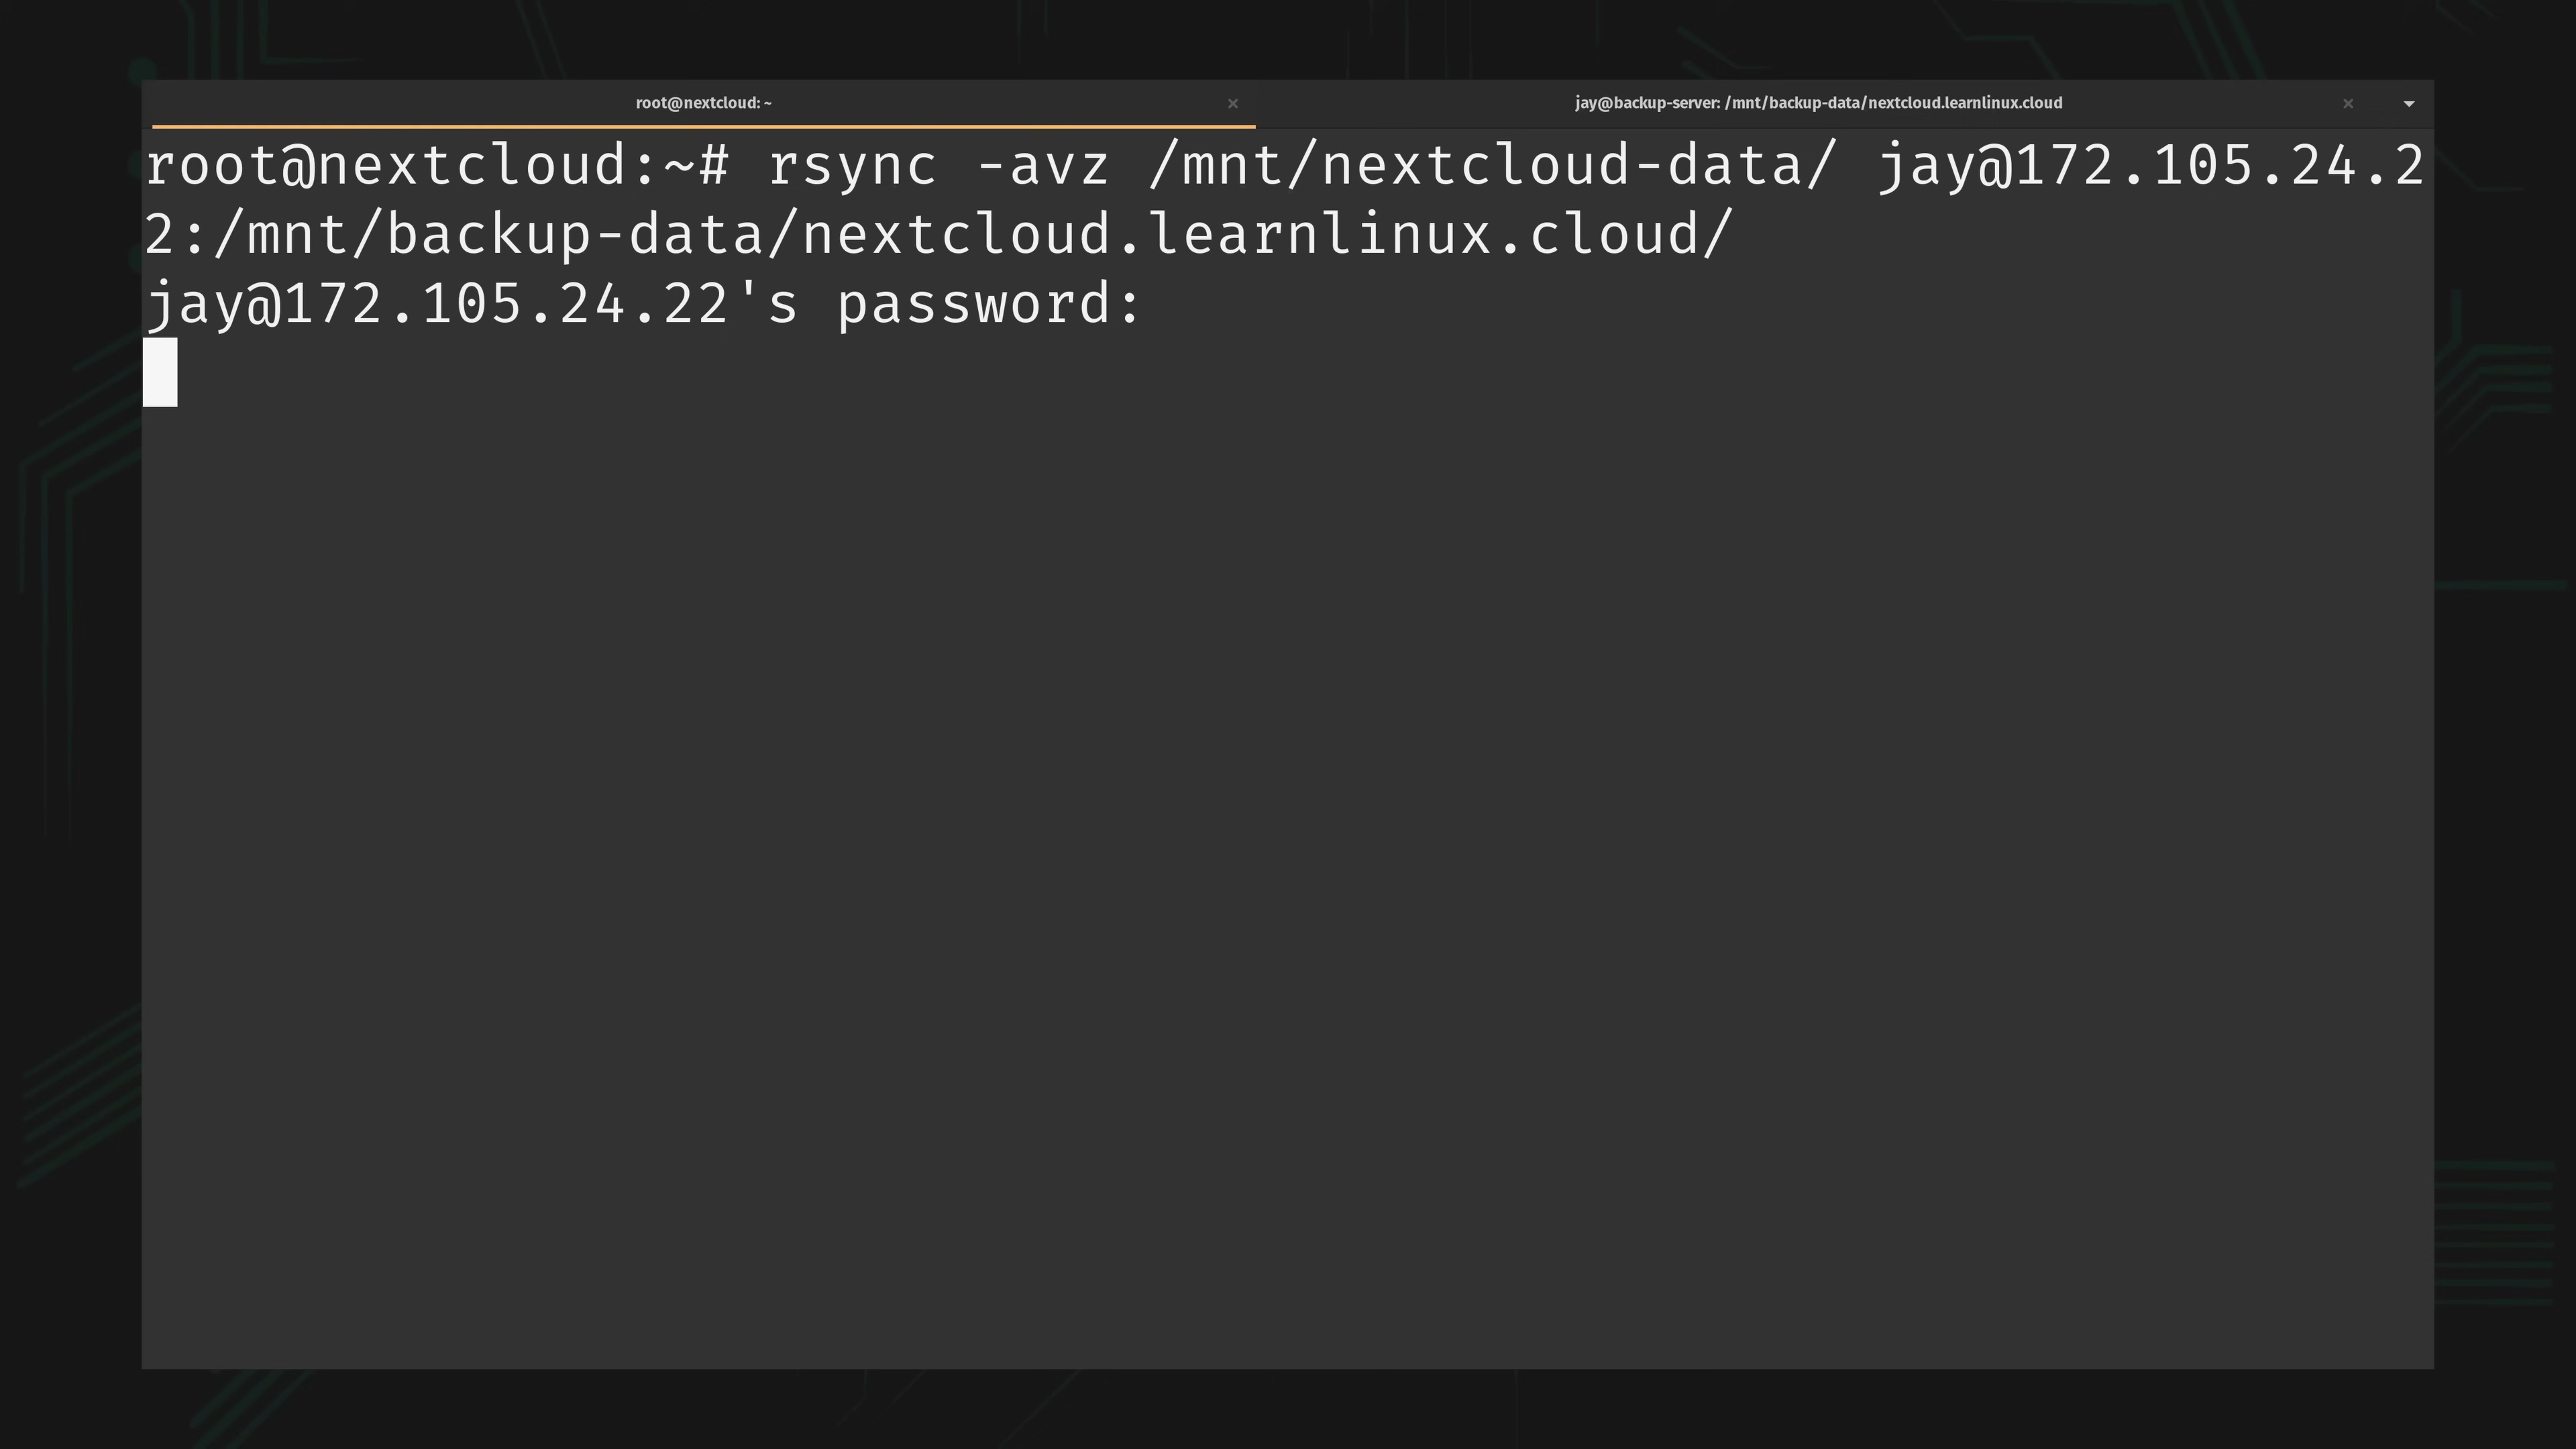 root@nextcloud: ~
jay@backup-server: /mnt/backup-data/nextcloud.learnlinux.cloud
root@nextcloud:~# rsync -avz /mnt/nextcloud-data/ jay@172.105.24.2
2:/mnt/backup-data/nextcloud.learnlinux.cloud/
jay@172.105.24.22's password: